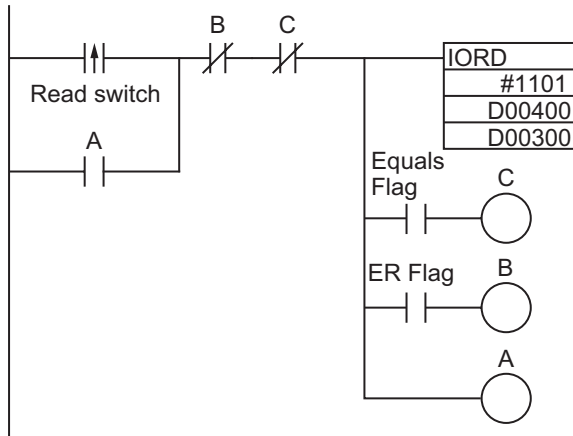 B C
IORD
#1101
D00400
D00300
Read switch
A
Equals
Flag
C
ER Flag
B
A